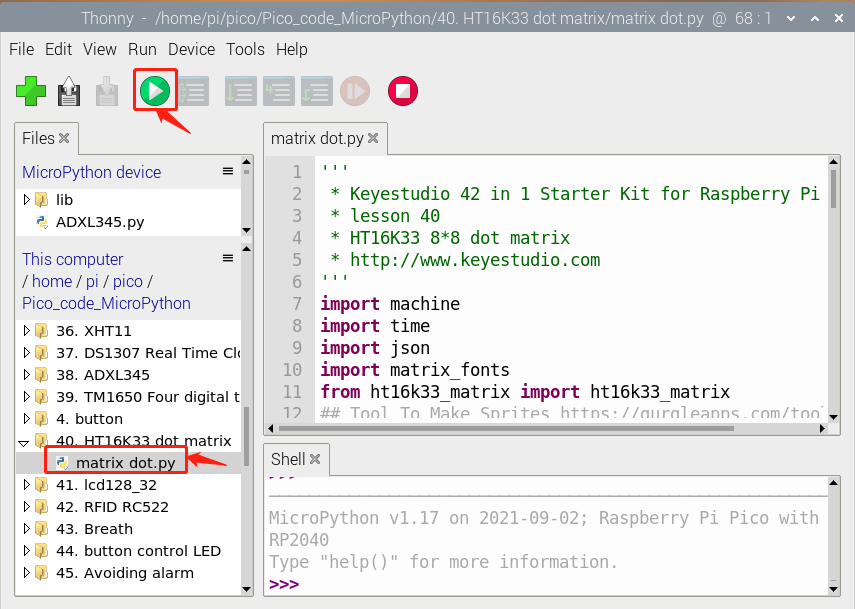 Thonny - /home/pi/pico/Pico_code_MicroPython/40. HT16K33 dot matrix/matrix dot.py @ 68 : 1
File Edit View Run Device Tools Help
Files
MicroPython device
lib
ADXL345.py
This computer
/ home / pi / pico /
Pico_code_MicroPython
36. XHT11
37. DS1307 Real Time Clo
38. ADXL345
39. TM1650 Four digital t
4. button
40. HT16K33 dot matrix
matrix dot.py
41. lcd128_32
42. RFID RC522
43. Breath
44. button control LED
45. Avoiding alarm
matrix dot.py
1 '''
2 * Keyestudio 42 in 1 Starter Kit for Raspberry Pi
3 * lesson 40
4 * HT16K33 8*8 dot matrix
5 * http://www.keyestudio.com
6 '''
7 import machine
8 import time
9 import json
10 import matrix_fonts
11 from ht16k33_matrix import ht16k33_matrix
12 ## Tool To Make Sprites https://gurgleapps.com/tool
Shell
>>>
MicroPython v1.17 on 2021-09-02; Raspberry Pi Pico with
RP2040
Type "help()" for more information.
>>>